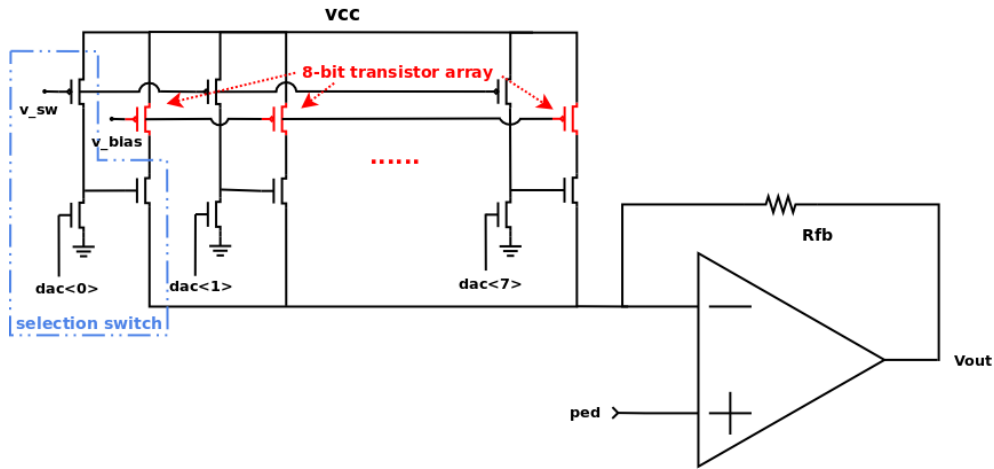 vcc
8-bit transistor array
v_sw
v_bias
......
Rfb
dac<0>
dac<1>
dac<7>
selection switch
Vout
ped